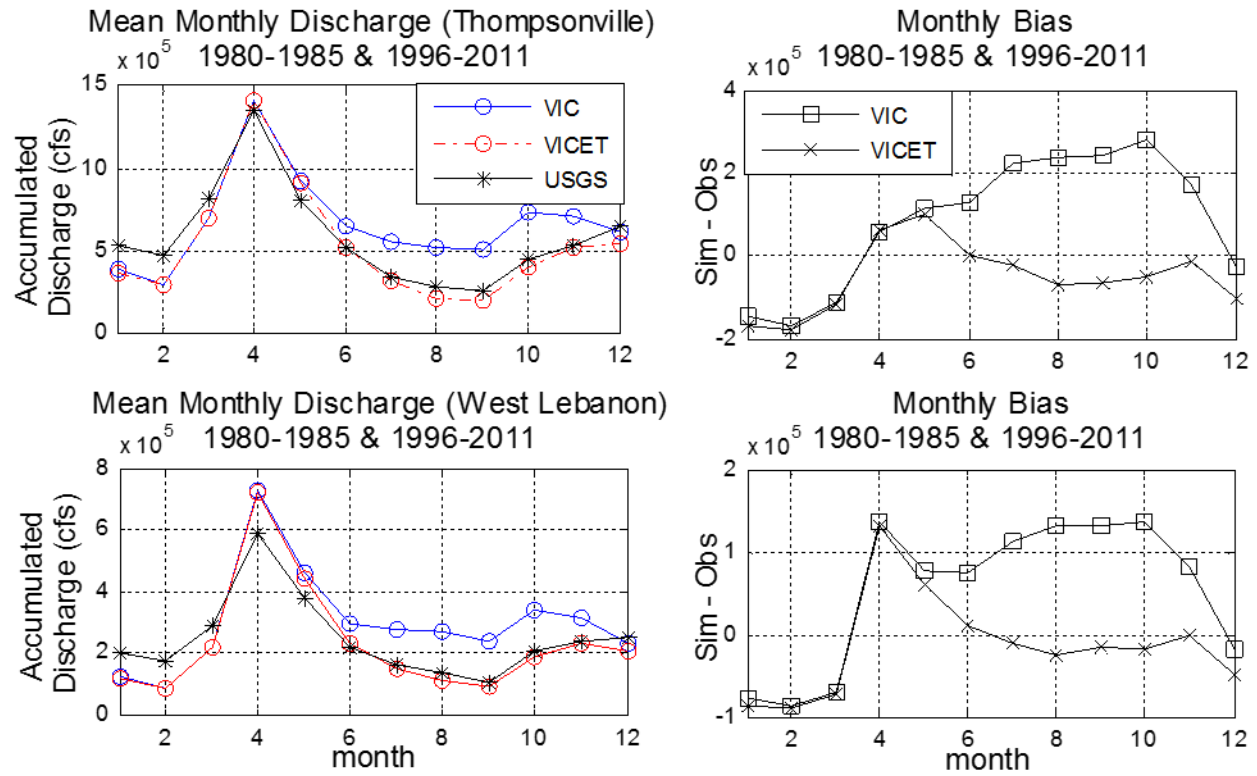 Mean Monthly Discharge (Thompsonville)
x 10^5 1980-1985 & 1996-2011
Accumulated
Discharge (cfs)
15
10
5
0
2 4 6 8 10 12
VIC
VICET
USGS
Monthly Bias
x 10^5 1980-1985 & 1996-2011
Sim - Obs
4
2
0
-2
2 4 6 8 10 12
VIC
VICET
Mean Monthly Discharge (West Lebanon)
x 10^5 1980-1985 & 1996-2011
Accumulated
Discharge (cfs)
8
6
4
2
0
2 4 6 8 10 12
month
Monthly Bias
x 10^5 1980-1985 & 1996-2011
Sim - Obs
2
1
0
-1
2 4 6 8 10 12
month